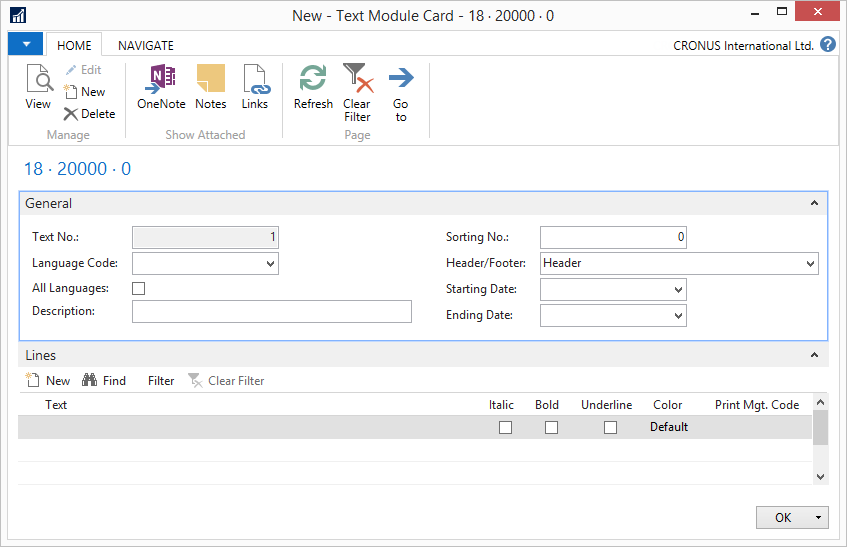 New - Text Module Card - 18 · 20000 · 0
HOME NAVIGATE CRONUS International Ltd.
View Edit New Delete OneNote Notes Links Refresh Clear Filter Go to
Manage Show Attached Page
18 · 20000 · 0
General
Text No.: 1 Sorting No.: 0
Language Code: Header/Footer: Header
All Languages: Starting Date:
Description: Ending Date:
Lines
New Find Filter Clear Filter
Text Italic Bold Underline Color Print Mgt. Code
Default
OK